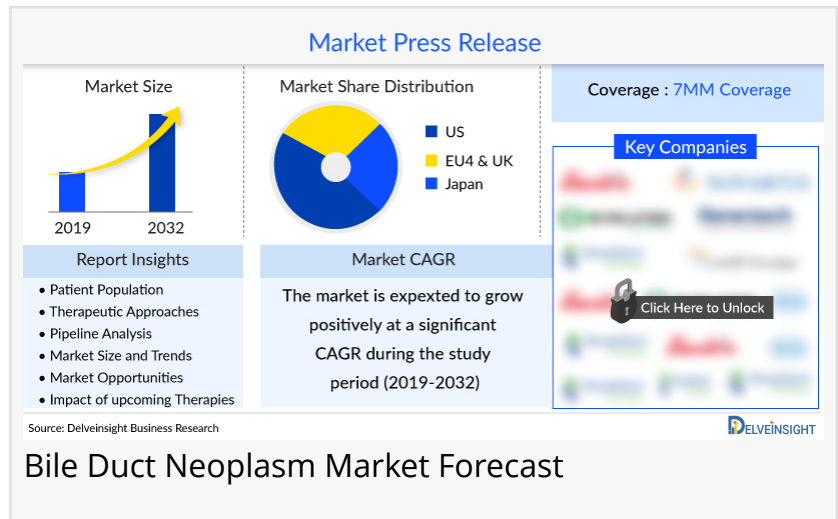 Market Press Release
Market Size
2019
2032
Market Share Distribution
US
EU4 & UK
Japan
Coverage : 7MM Coverage
Key Companies
Click Here to Unlock
Report Insights
• Patient Population
• Therapeutic Approaches
• Pipeline Analysis
• Market Size and Trends
• Market Opportunities
• Impact of upcoming Therapies
Market CAGR
The market is expexted to grow
positively at a significant
CAGR during the study
period (2019-2032)
Source: Delveinsight Business Research
DELVEINSIGHT
Bile Duct Neoplasm Market Forecast